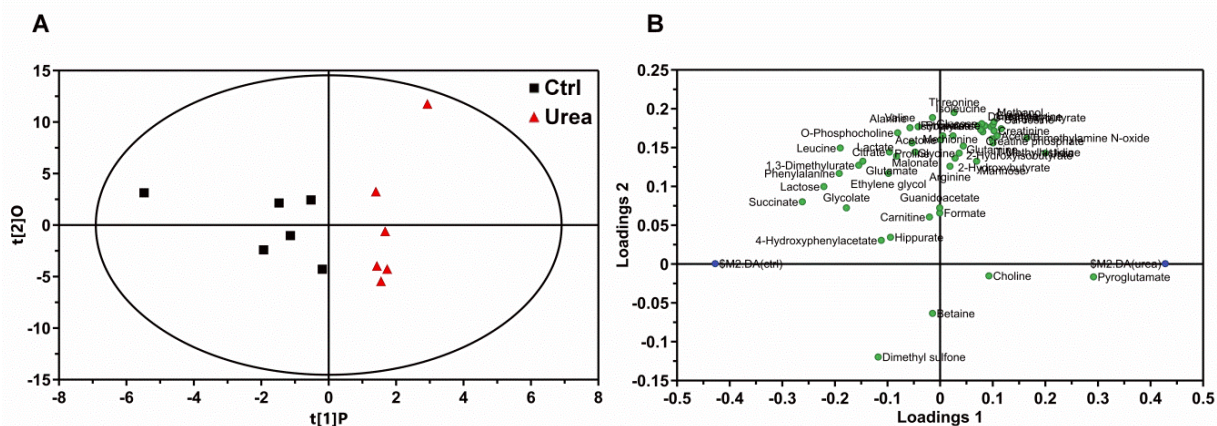 A
B
15
10
5
0
-5
-10
-15
-8
-6
-4
-2
0
2
4
6
8
t[2]O
t[1]P
Ctrl
Urea
0.25
0.2
0.15
0.1
0.05
0
-0.05
-0.1
-0.15
-0.5
-0.4
-0.3
-0.2
-0.1
0
0.1
0.2
0.3
0.4
0.5
Loadings 2
Loadings 1
Threonine
Isoleucine
Methanol
Alanine
Valine
O-Phosphocholine
Creatinine
Acetone
Methionine
Trimethylamine N-oxide
Creatine phosphate
Leucine
Lactate
Citrate
Proline
Glycine
Glutamine
2-Hydroxyisobutyrate
1,3-Dimethylurate
Malonate
2-Hydroxybutyrate
Phenylalanine
Glutamate
Mannose
Arginine
Lactose
Ethylene glycol
Succinate
Glycolate
Guanidoacetate
Carnitine
Formate
4-Hydroxyphenylacetate
Hippurate
$M2.DA(ctrl)
$M2.DA(urea)
Choline
Pyroglutamate
Betaine
Dimethyl sulfone